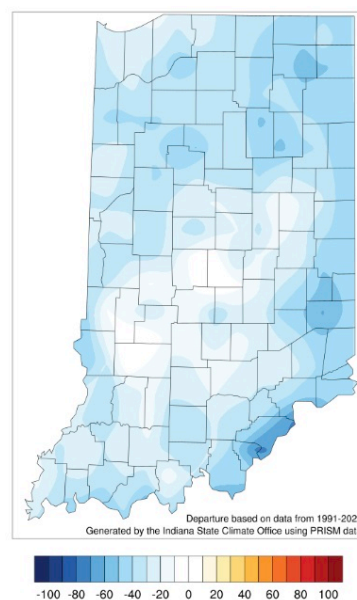 Departure based on data from 1991-202
Generated by the Indiana State Climate Office using PRISM dat
-100 -80 -60 -40 -20 0 20 40 60 80 100